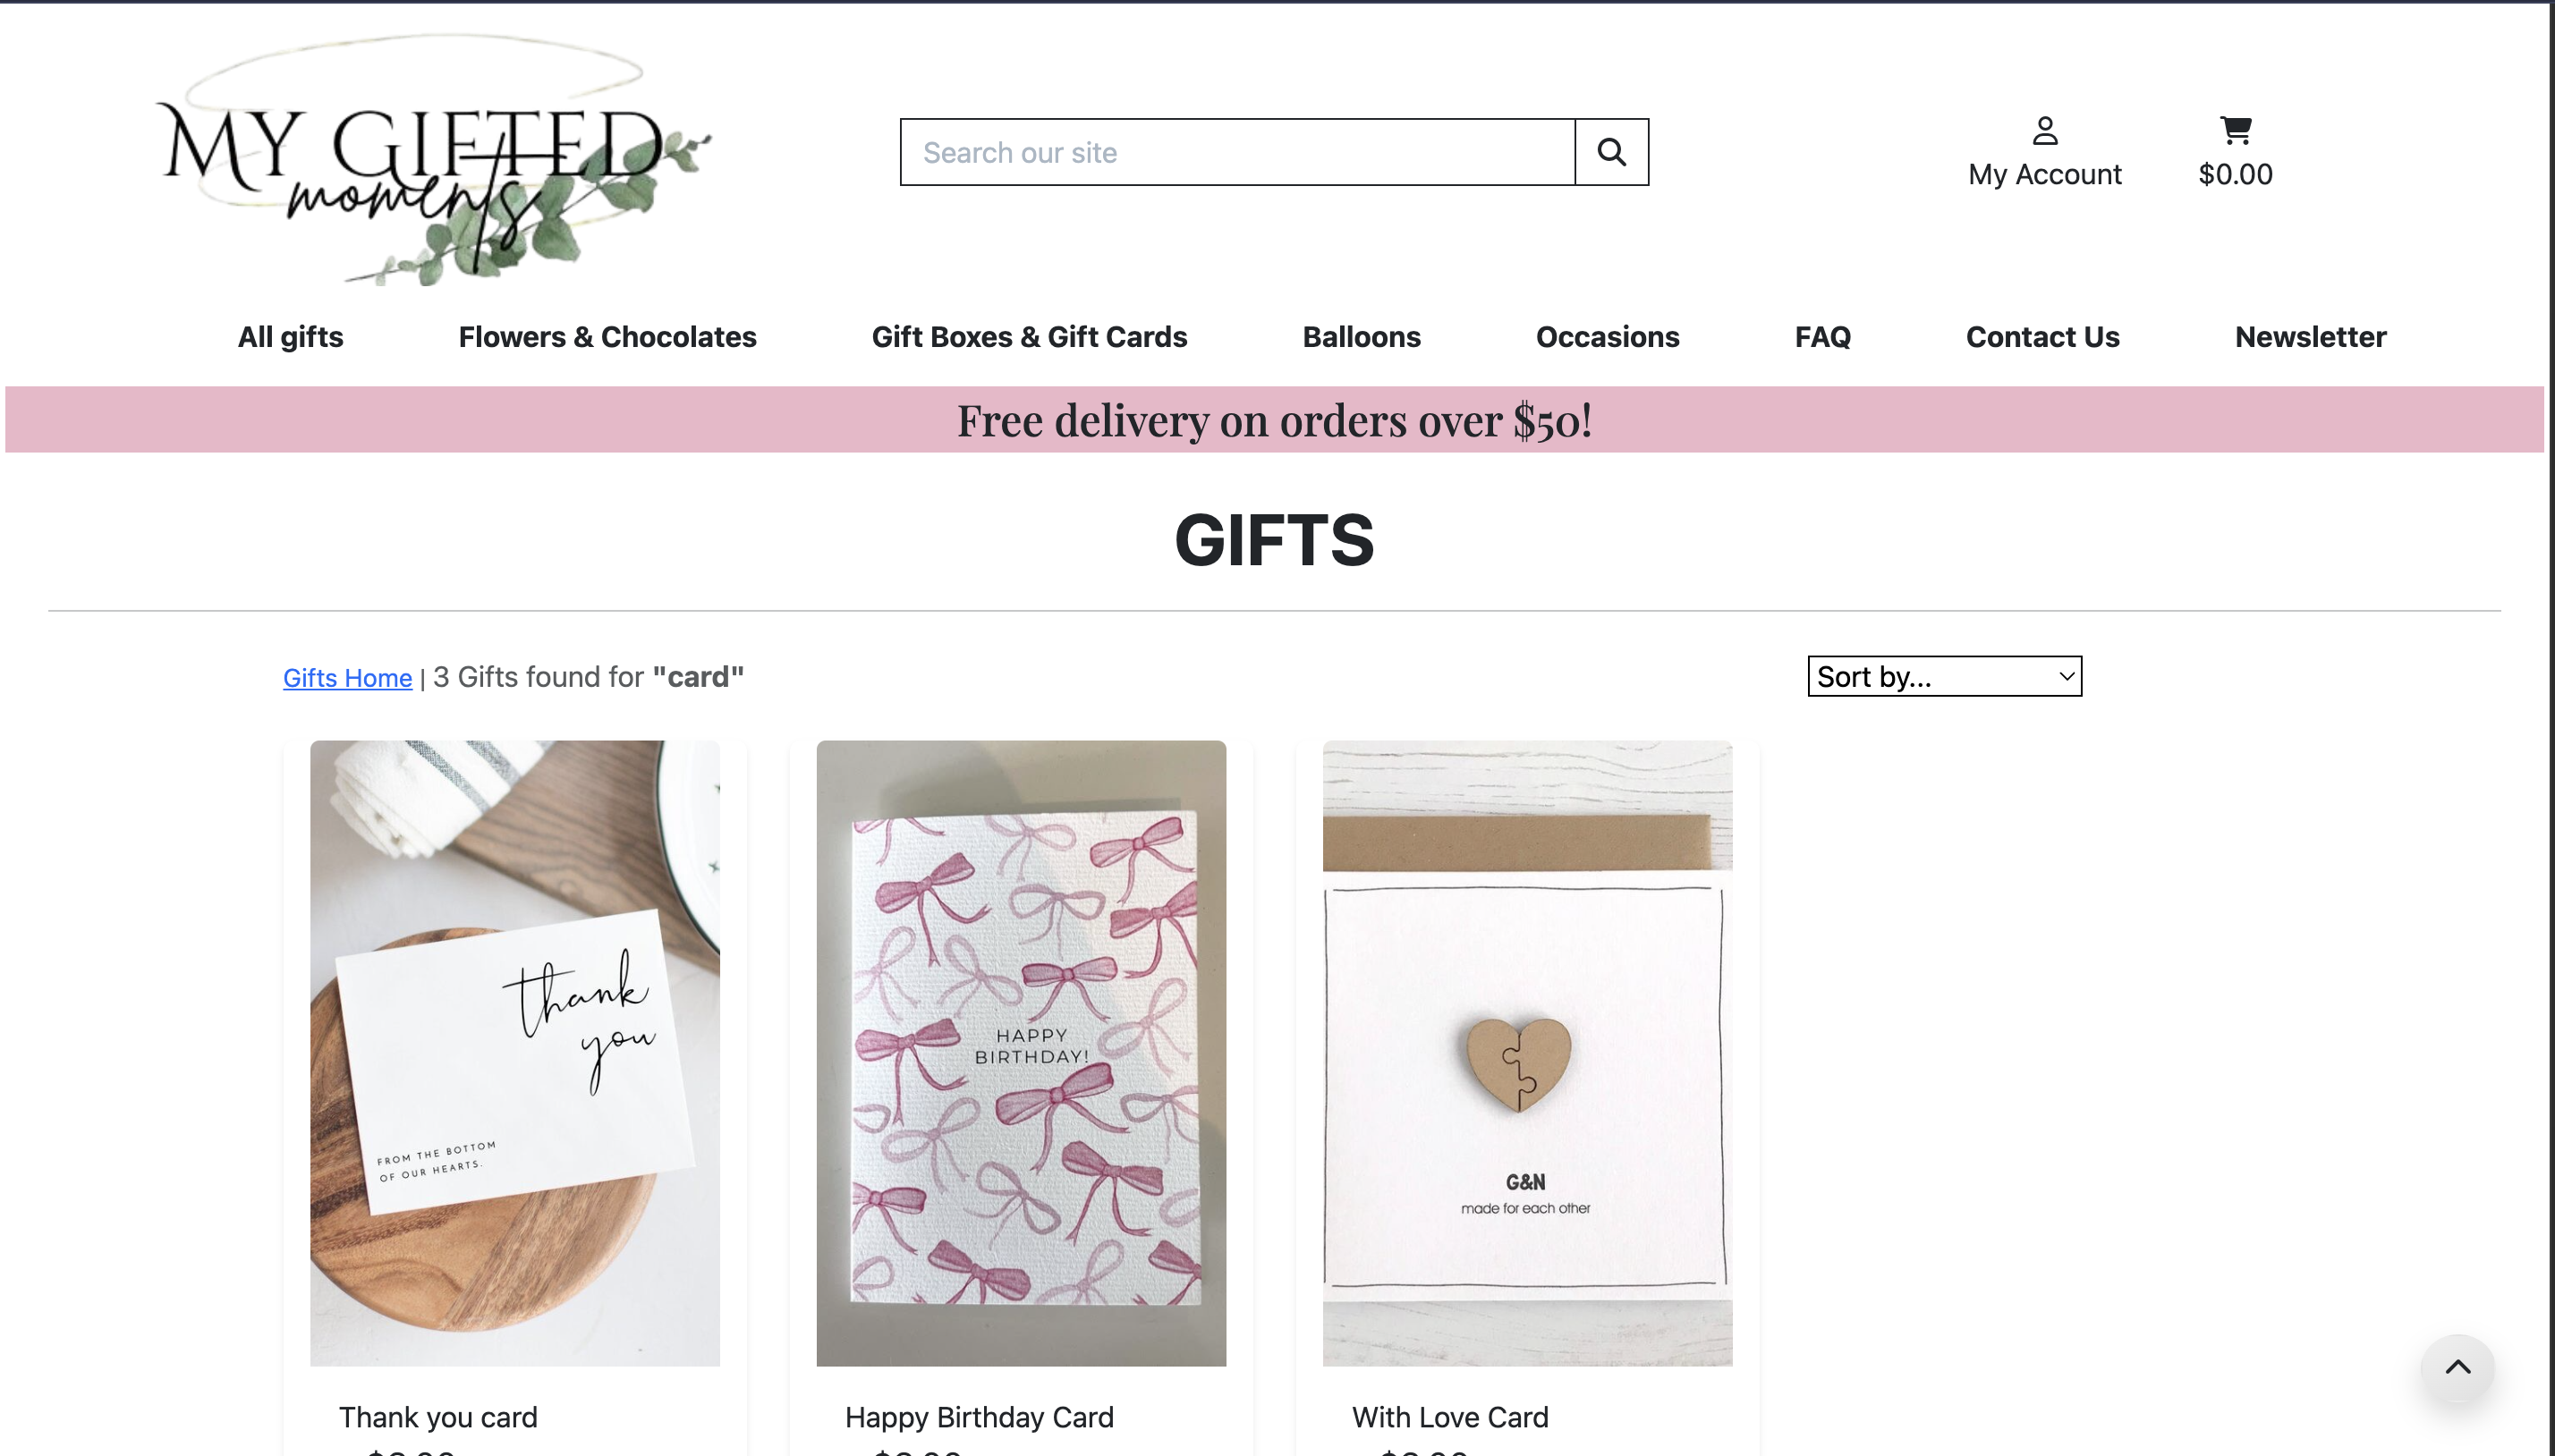 MY GIFTED
moments
Search our site
My Account
$0.00
All gifts
Flowers & Chocolates
Gift Boxes & Gift Cards
Balloons
Occasions
FAQ
Contact Us
Newsletter
Free delivery on orders over $50!
GIFTS
Gifts Home | 3 Gifts found for "card"
Sort by...
thank
you
FROM THE BOTTOM
OF OUR HEARTS.
HAPPY
BIRTHDAY!
G&N
made for each other
Thank you card
Happy Birthday Card
With Love Card